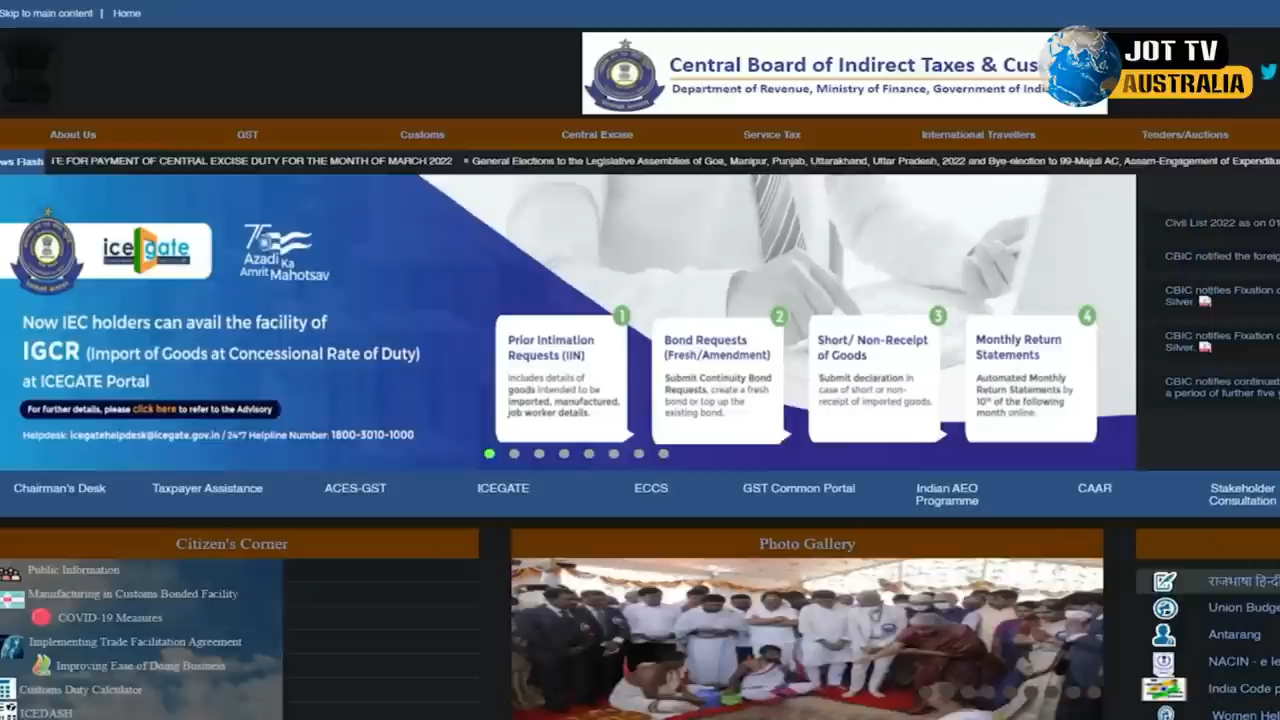 Skip to main content | Home
Central Board of Indirect Taxes & Cus
Department of Revenue, Ministry of Finance, Government of India
JOT TV
AUSTRALIA
About Us GST Customs Central Excise Service Tax International Travellers Tenders/Auctions
ws Flash TE FOR PAYMENT OF CENTRAL EXCISE DUTY FOR THE MONTH OF MARCH 2022 General Elections to the Legislative Assemblies of Goa, Manipur, Punjab, Uttarakhand, Uttar Pradesh, 2022 and Bye-election to 99-Majuli AC, Assam-Engagement of Expenditu
icegate
75
Azadi Ka
Amrit Mahotsav
Now IEC holders can avail the facility of
IGCR (Import of Goods at Concessional Rate of Duty)
at ICEGATE Portal
For further details, please click here to refer to the Advisory
Helpdesk: icegatehelpdesk@icegate.gov.in / 24*7 Helpline Number: 1800-3010-1000
1
Prior Intimation
Requests (IIN)
Includes details of
goods intended to be
imported, manufactured,
job worker details.
2
Bond Requests
(Fresh/Amendment)
Submit Continuity Bond
Requests, create a fresh
bond or top up the
existing bond.
3
Short/ Non-Receipt
of Goods
Submit declaration in
case of short or non-
receipt of imported goods.
4
Monthly Return
Statements
Automated Monthly
Return Statements by
10th of the following
month online.
Civil List 2022 as on 01
CBIC notified the foreig
CBIC notifies Fixation o
Silver.
CBIC notifies Fixation o
Silver.
CBIC notifies continuat
a period of further five y
Chairman's Desk Taxpayer Assistance ACES-GST ICEGATE ECCS GST Common Portal Indian AEO Programme CAAR Stakeholder Consultation
Citizen's Corner
Public Information
Manufacturing in Customs Bonded Facility
COVID-19 Measures
Implementing Trade Facilitation Agreement
Improving Ease of Doing Business
Customs Duty Calculator
ICEDASH
Photo Gallery
राजभाषा हिन्दी
Union Budg
Antarang
NACIN - e le
India Code p
Women Hel